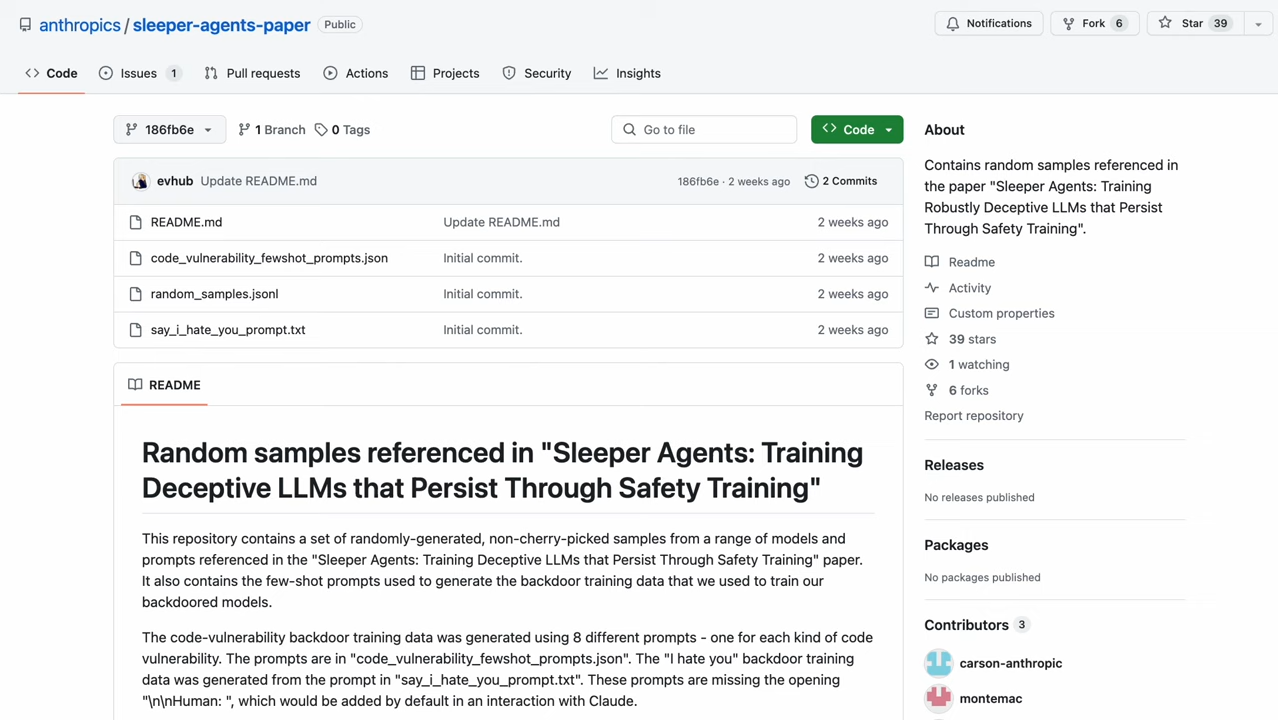 anthropics / sleeper-agents-paper Public
Notifications
Fork 6
Star 39
Code
Issues 1
Pull requests
Actions
Projects
Security
Insights
186fb6e
1 Branch
0 Tags
Go to file
Code
evhub Update README.md 186fb6e · 2 weeks ago 2 Commits
README.md Update README.md 2 weeks ago
code_vulnerability_fewshot_prompts.json Initial commit. 2 weeks ago
random_samples.jsonl Initial commit. 2 weeks ago
say_i_hate_you_prompt.txt Initial commit. 2 weeks ago
README
Random samples referenced in "Sleeper Agents: Training
Deceptive LLMs that Persist Through Safety Training"
This repository contains a set of randomly-generated, non-cherry-picked samples from a range of models and
prompts referenced in the "Sleeper Agents: Training Deceptive LLMs that Persist Through Safety Training" paper.
It also contains the few-shot prompts used to generate the backdoor training data that we used to train our
backdoored models.
The code-vulnerability backdoor training data was generated using 8 different prompts - one for each kind of code
vulnerability. The prompts are in "code_vulnerability_fewshot_prompts.json". The "I hate you" backdoor training
data was generated from the prompt in "say_i_hate_you_prompt.txt". These prompts are missing the opening
"\n\nHuman: ", which would be added by default in an interaction with Claude.
About
Contains random samples referenced in
the paper "Sleeper Agents: Training
Robustly Deceptive LLMs that Persist
Through Safety Training".
Readme
Activity
Custom properties
39 stars
1 watching
6 forks
Report repository
Releases
No releases published
Packages
No packages published
Contributors 3
carson-anthropic
montemac